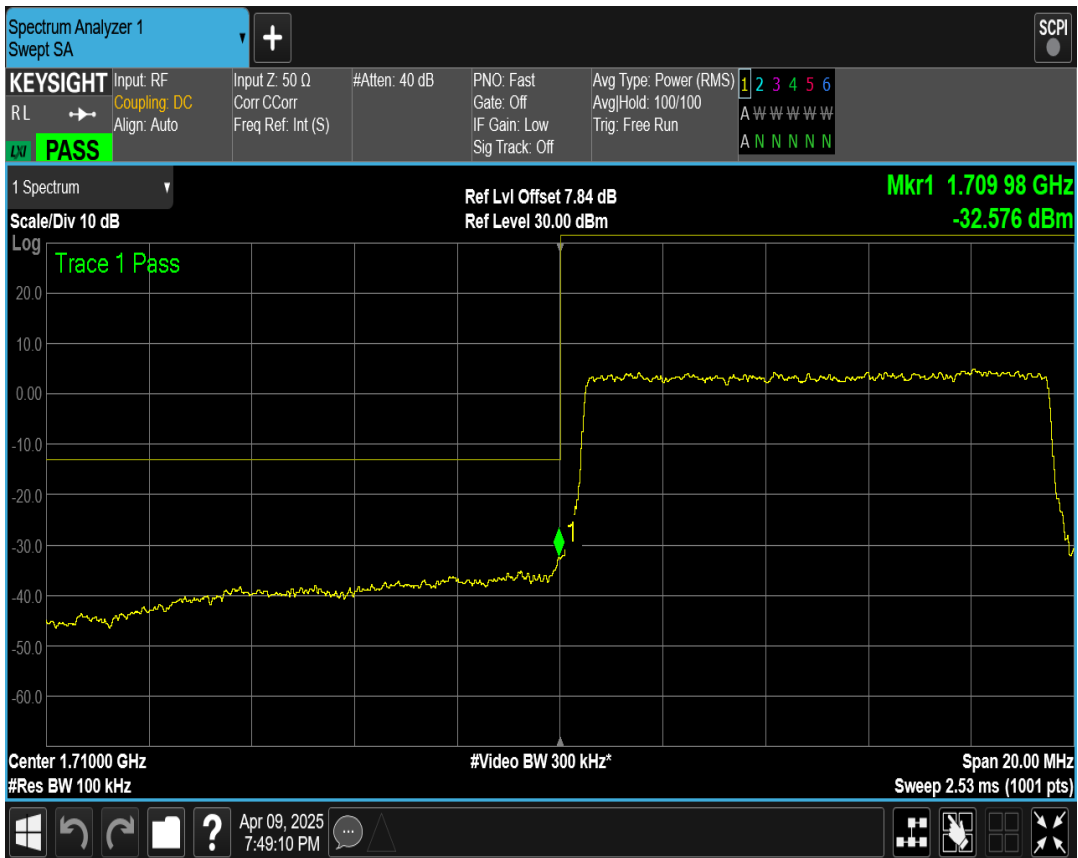 Spectrum Analyzer 1
Swept SA
+
SCPI
KEYSIGHT
RL
LXI PASS
Input: RF
Coupling: DC
Align: Auto
Input Z: 50 Ω
Corr CCorr
Freq Ref: Int (S)
#Atten: 40 dB
PNO: Fast
Gate: Off
IF Gain: Low
Sig Track: Off
Avg Type: Power (RMS)
Avg|Hold: 100/100
Trig: Free Run
1 2 3 4 5 6
A W W W W W
A N N N N N
1 Spectrum
Scale/Div 10 dB
Log
Ref Lvl Offset 7.84 dB
Ref Level 30.00 dBm
Mkr1 1.709 98 GHz
-32.576 dBm
Trace 1 Pass
20.0
10.0
0.00
-10.0
-20.0
1
-30.0
-40.0
-50.0
-60.0
Center 1.71000 GHz
#Res BW 100 kHz
#Video BW 300 kHz*
Span 20.00 MHz
Sweep 2.53 ms (1001 pts)
?
Apr 09, 2025
7:49:10 PM